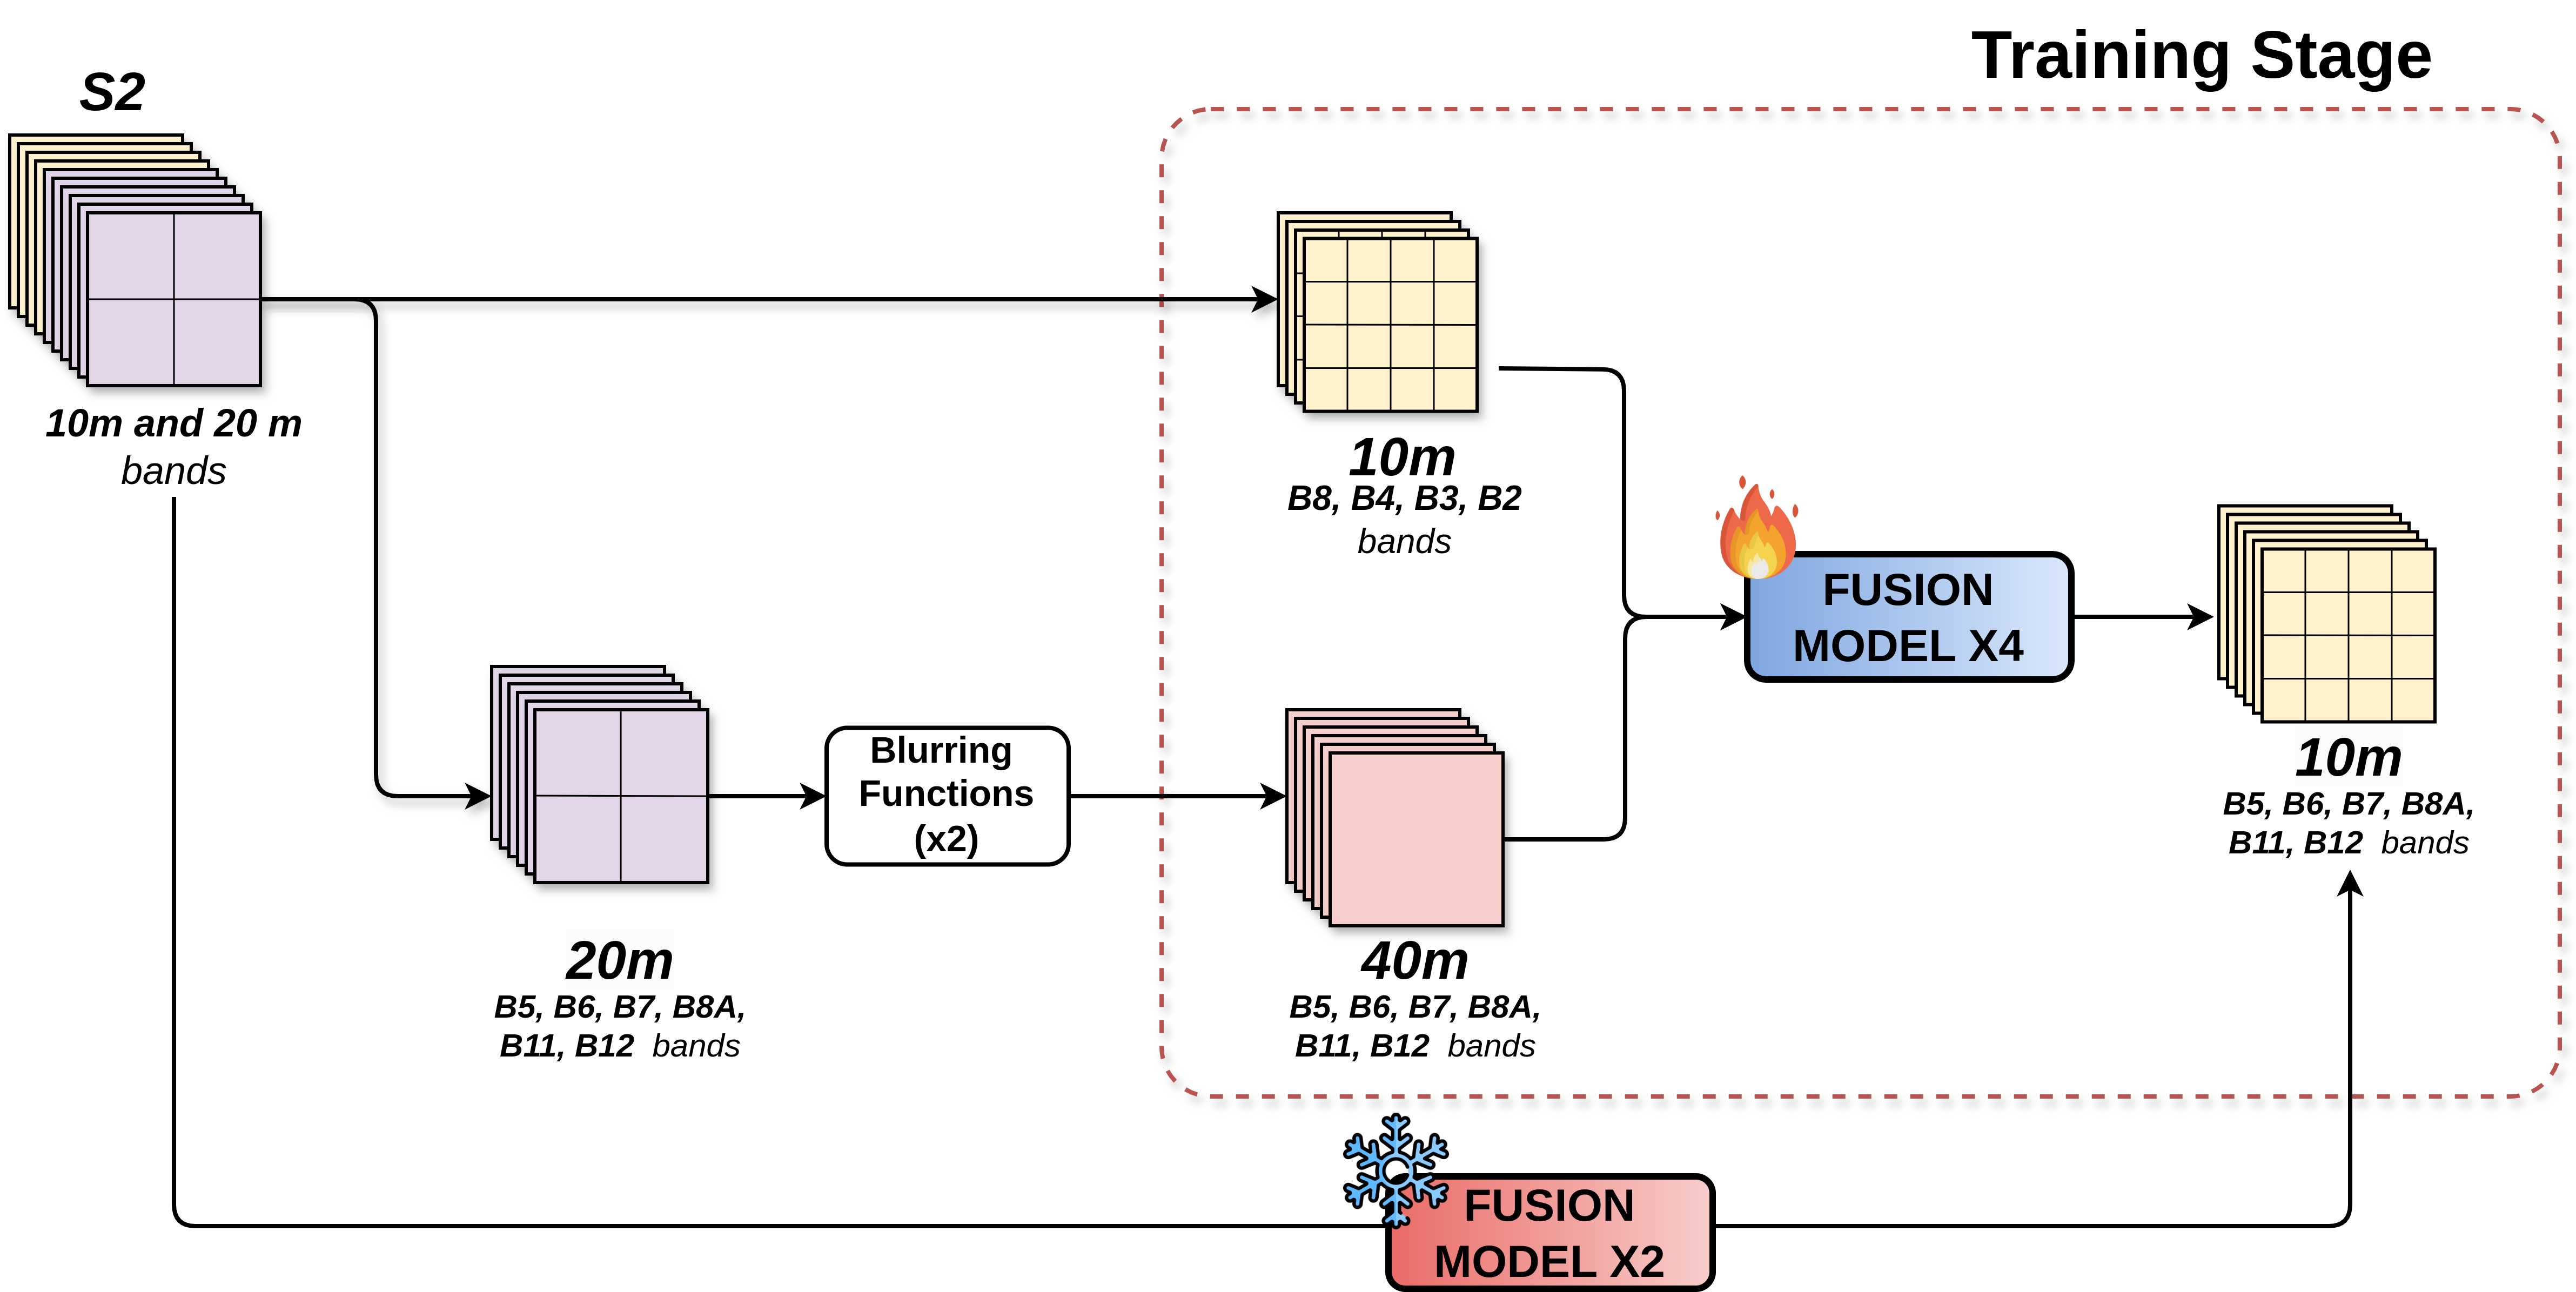 Training Stage
S2
10m and 20 m
bands
10m
B8, B4, B3, B2
bands
FUSION
MODEL X4
20m
B5, B6, B7, B8A,
B11, B12 bands
Blurring
Functions
(x2)
40m
B5, B6, B7, B8A,
B11, B12 bands
10m
B5, B6, B7, B8A,
B11, B12 bands
FUSION
MODEL X2